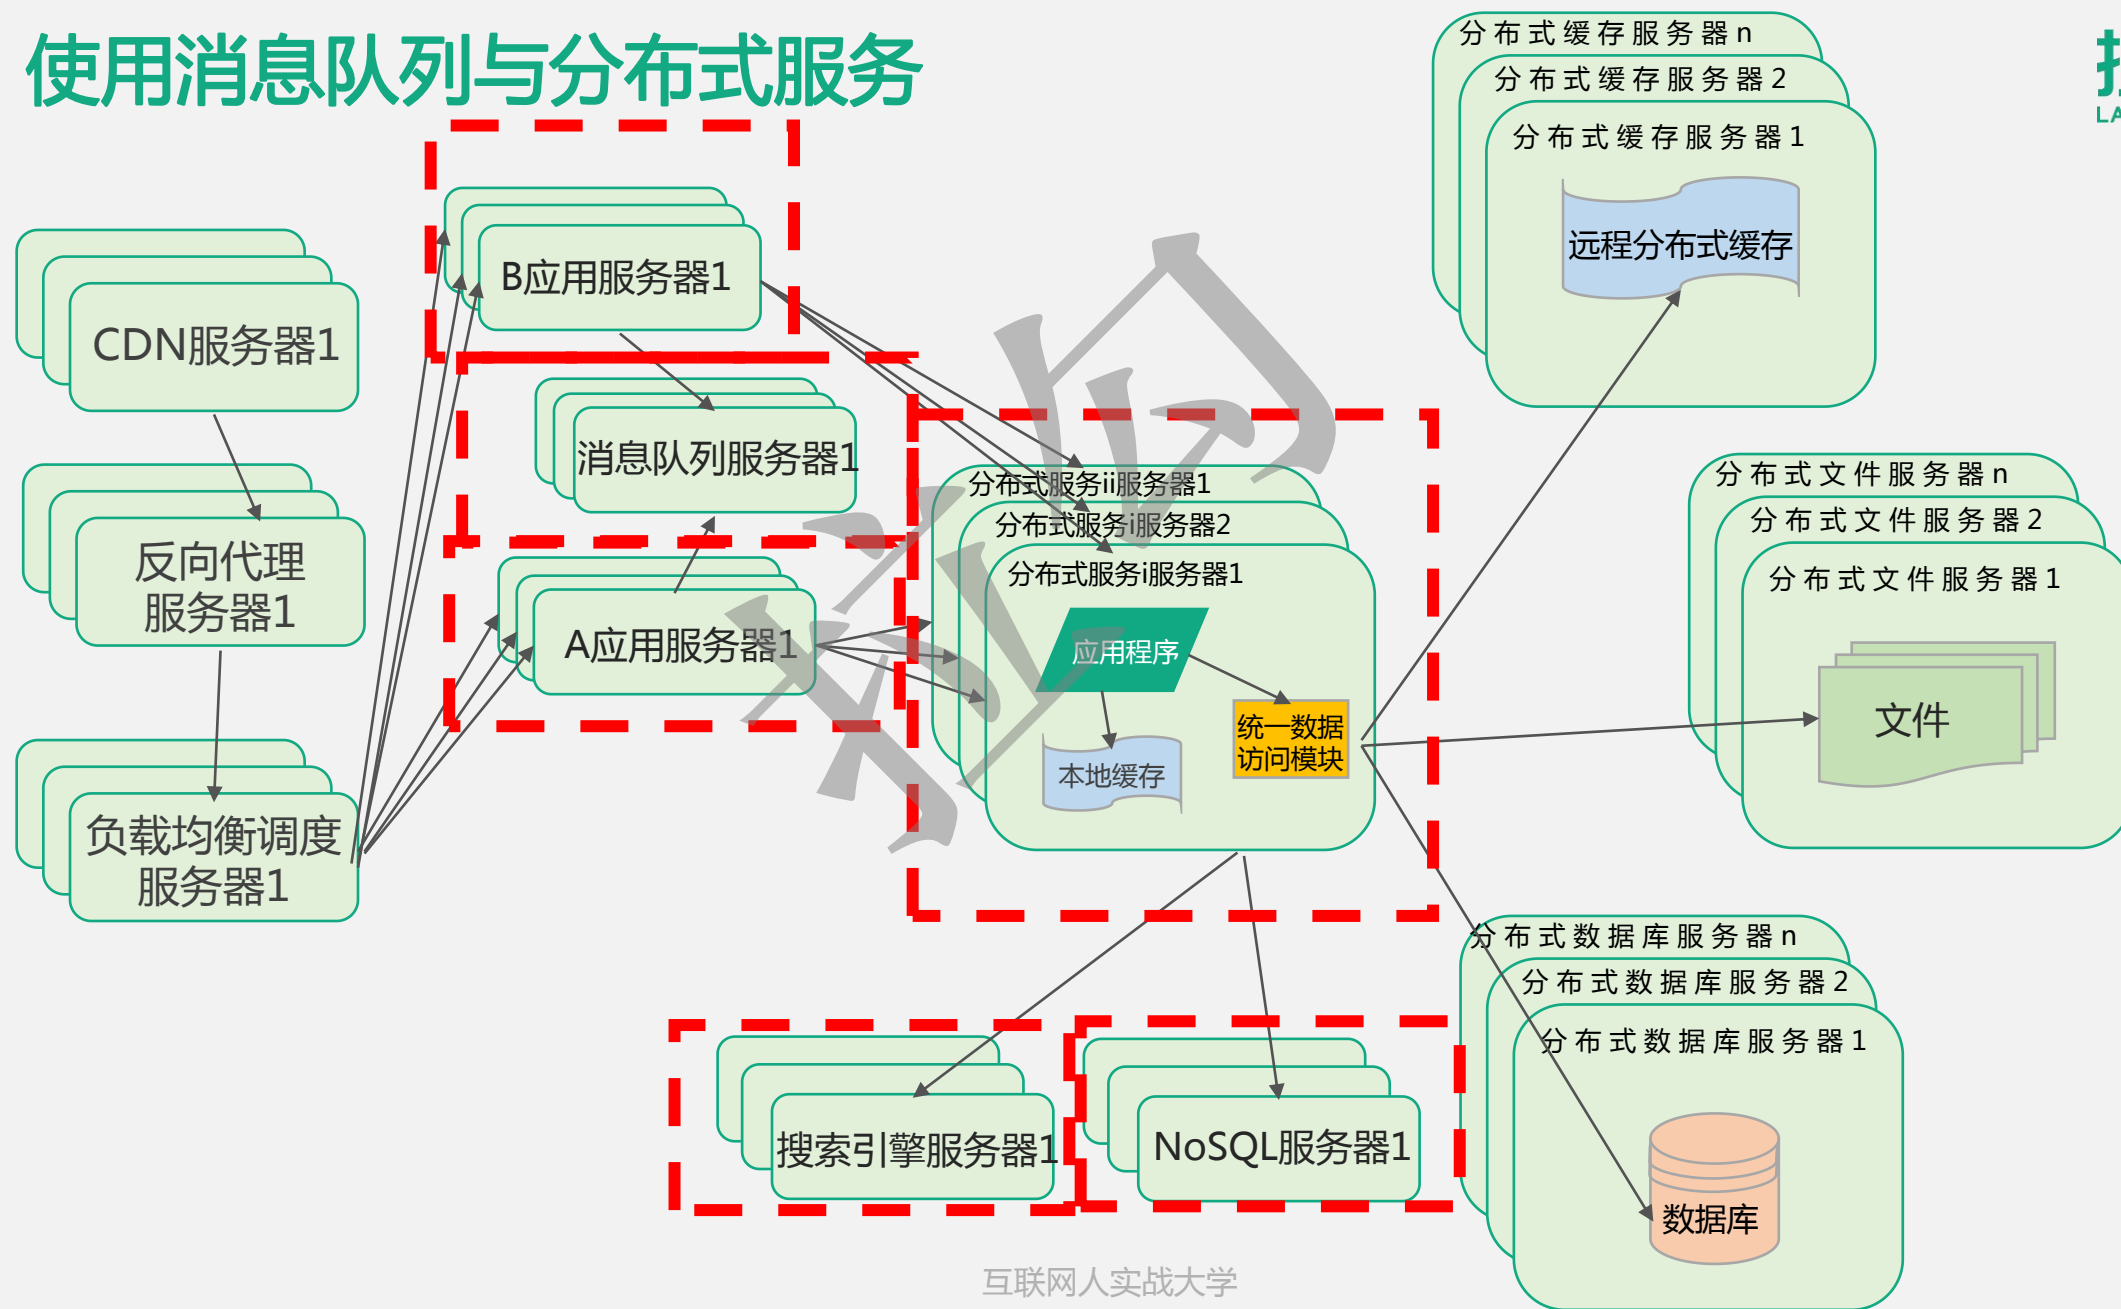 使用消息队列与分布式服务
LA
CDN服务器1
反向代理
服务器1
负载均衡调度
服务器1
B应用服务器1
消息队列服务器1
A应用服务器1
分布式服务ii服务器1
分布式服务i服务器2
分布式服务i服务器1
应用程序
统一数据
访问模块
本地缓存
分布式缓存服务器n
分布式缓存服务器2
分布式缓存服务器1
远程分布式缓存
分布式文件服务器n
分布式文件服务器2
分布式文件服务器1
文件
分布式数据库服务器n
分布式数据库服务器2
分布式数据库服务器1
数据库
搜索引擎服务器1
NoSQL服务器1
互联网人实战大学